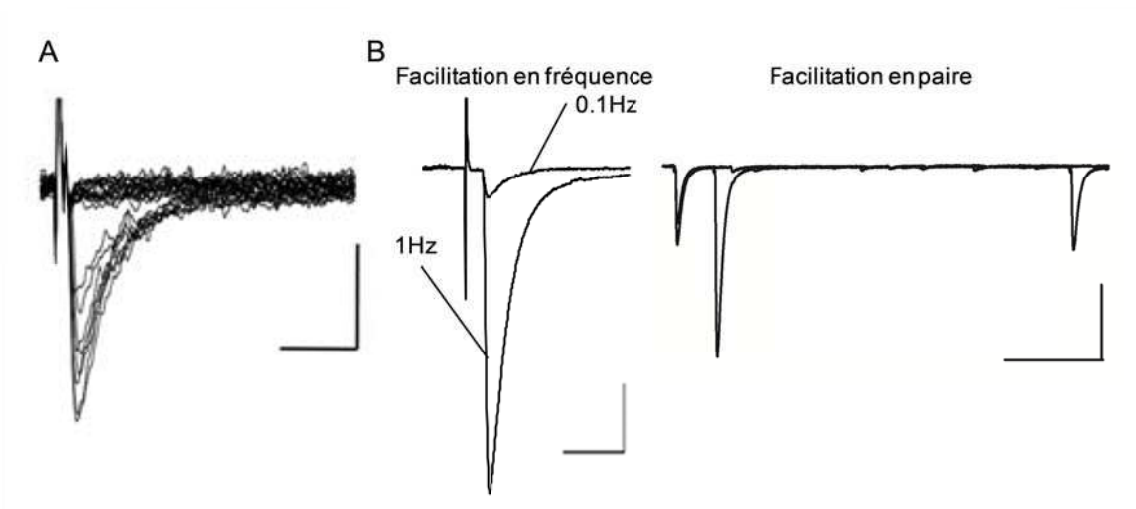 A
B
Facilitation en fréquence
Facilitation en paire
0.1Hz
1Hz